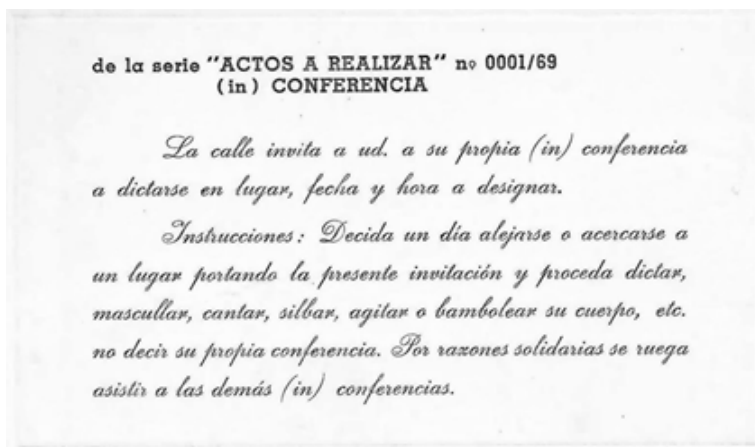 de la serie "ACTOS A REALIZAR" nº 0001/69
(in) CONFERENCIA
La calle invita a ud. a su propia (in) conferencia
a dictarse en lugar, fecha y hora a designar.
Instrucciones: Decida un día alejarse o acercarse a
un lugar portando la presente invitación y proceda dictar,
mascullar, cantar, silbar, agitar o bambolear su cuerpo, etc.
no decir su propia conferencia. Por razones solidarias se ruega
asistir a las demás (in) conferencias.